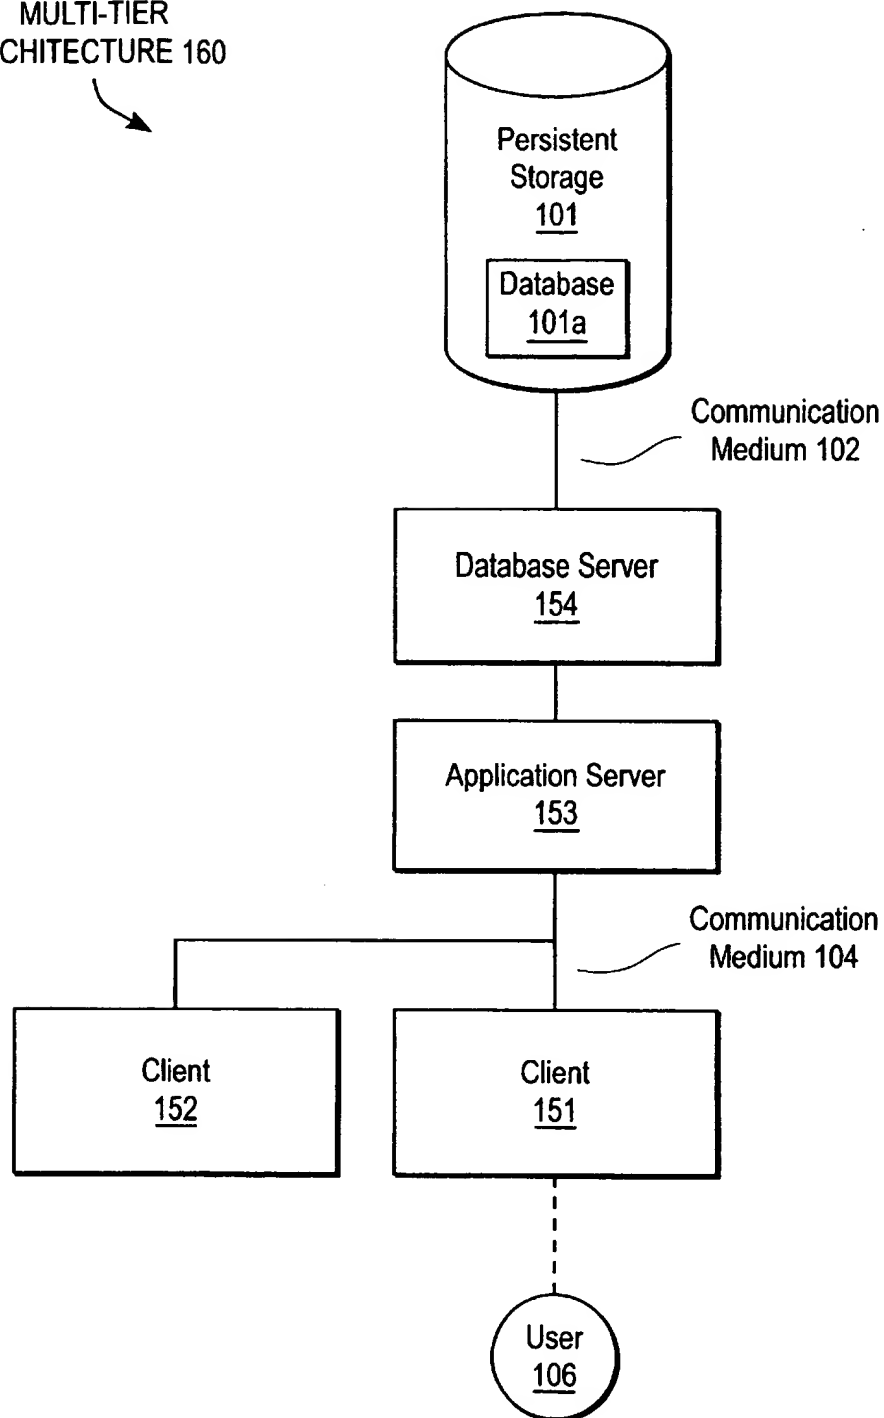 MULTI-TIER
CHITECTURE 160
Persistent
Storage
101
Database
101a
Communication
Medium 102
Database Server
154
Application Server
153
Communication
Medium 104
Client
152
Client
151
User
106